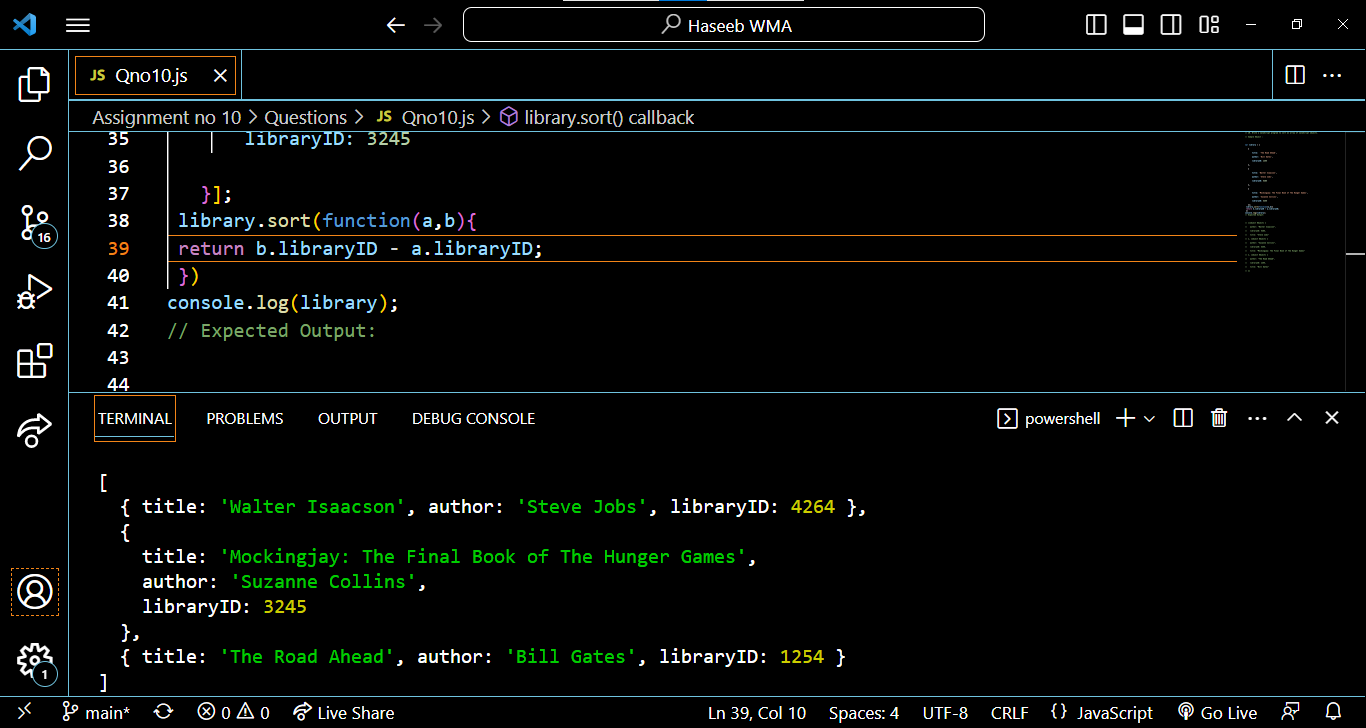 Haseeb WMA
JS Qno10.js
Assignment no 10 > Questions > JS Qno10.js > library.sort() callback
35 libraryID: 3245
36
37 }];
38 library.sort(function(a,b){
39 return b.libraryID - a.libraryID;
40 })
41 console.log(library);
42 // Expected Output:
43
44
16
TERMINAL PROBLEMS OUTPUT DEBUG CONSOLE powershell
[
{ title: 'Walter Isaacson', author: 'Steve Jobs', libraryID: 4264 },
{
title: 'Mockingjay: The Final Book of The Hunger Games',
author: 'Suzanne Collins',
libraryID: 3245
},
{ title: 'The Road Ahead', author: 'Bill Gates', libraryID: 1254 }
]
1
main* 0 0 Live Share Ln 39, Col 10 Spaces: 4 UTF-8 CRLF {} JavaScript Go Live